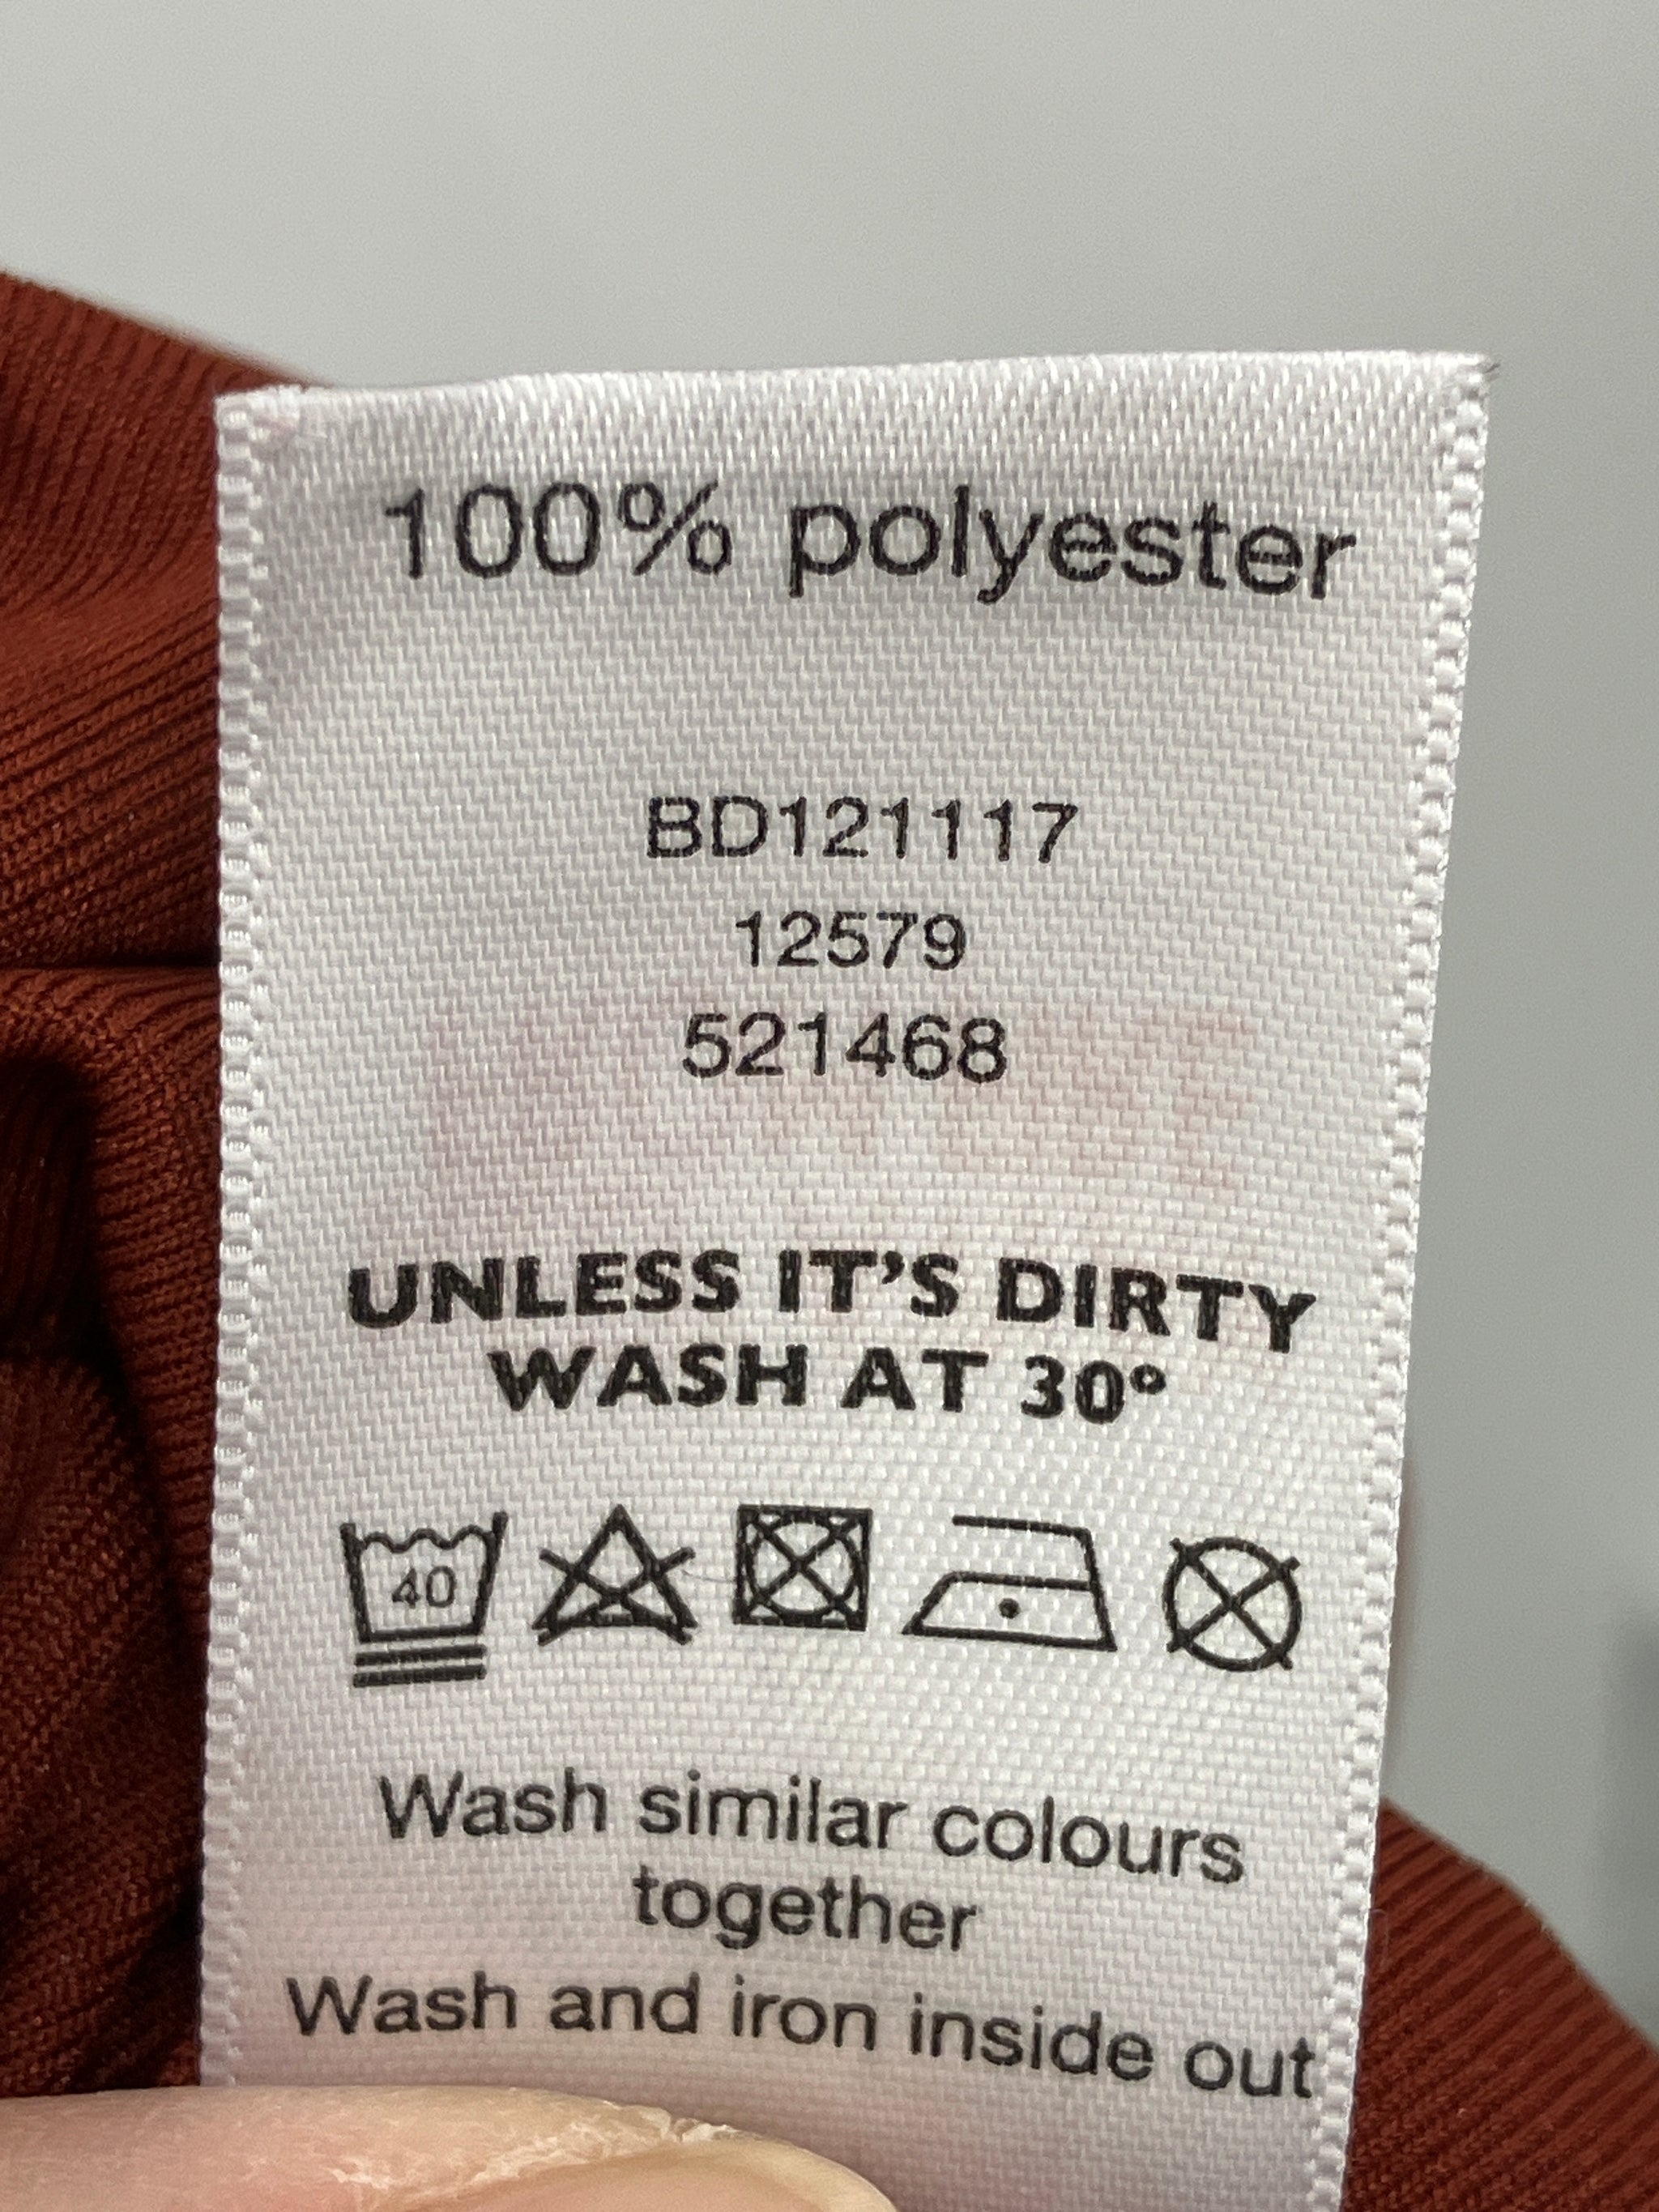 100% polyester
BD121117
12579
521468
UNLESS IT'S DIRTY
WASH AT 30°
40
Wash similar colours
together
Wash and iron inside out